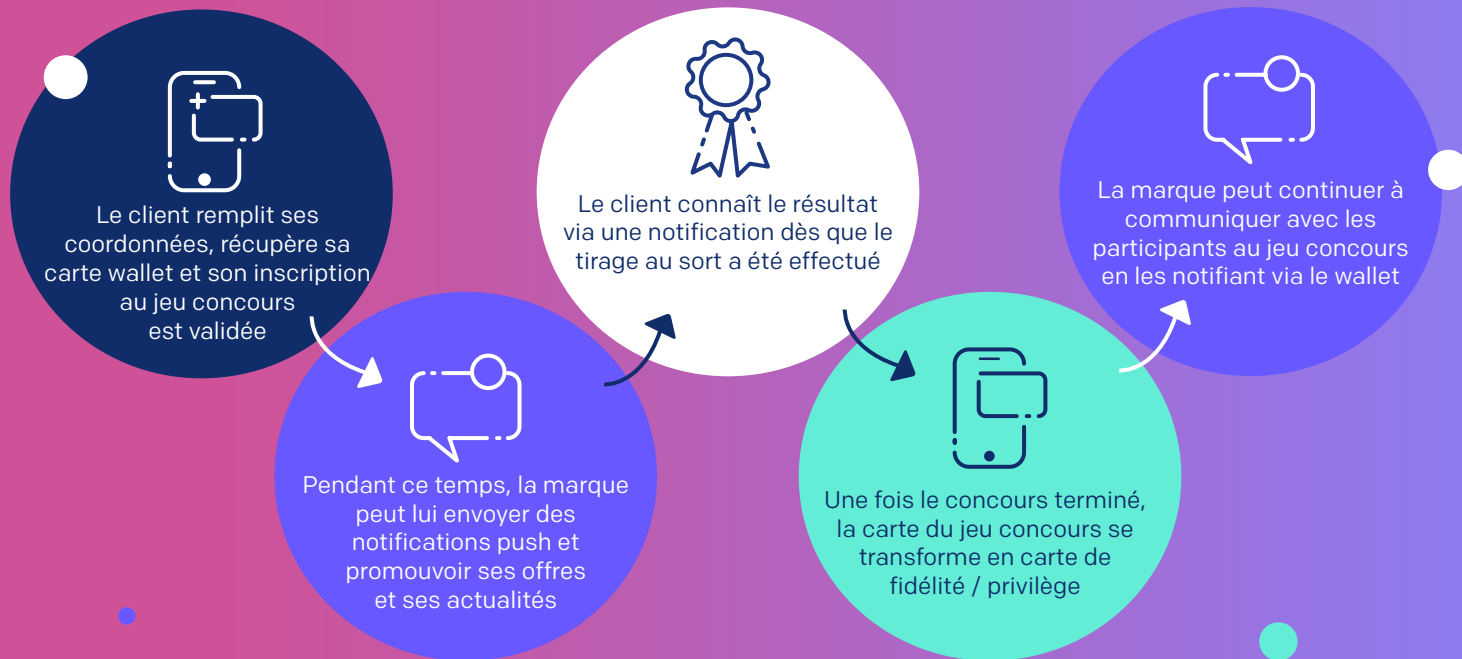 Le client remplit ses
coordonnées, récupère sa
carte wallet et son inscription
au jeu concours
est validée
Pendant ce temps, la marque
peut lui envoyer des
notifications push et
promouvoir ses offres
et ses actualités
Le client connaît le résultat
via une notification dès que le
tirage au sort a été effectué
Une fois le concours terminé,
la carte du jeu concours se
transforme en carte de
fidélité / privilège
La marque peut continuer à
communiquer avec les
participants au jeu concours
en les notifiant via le wallet